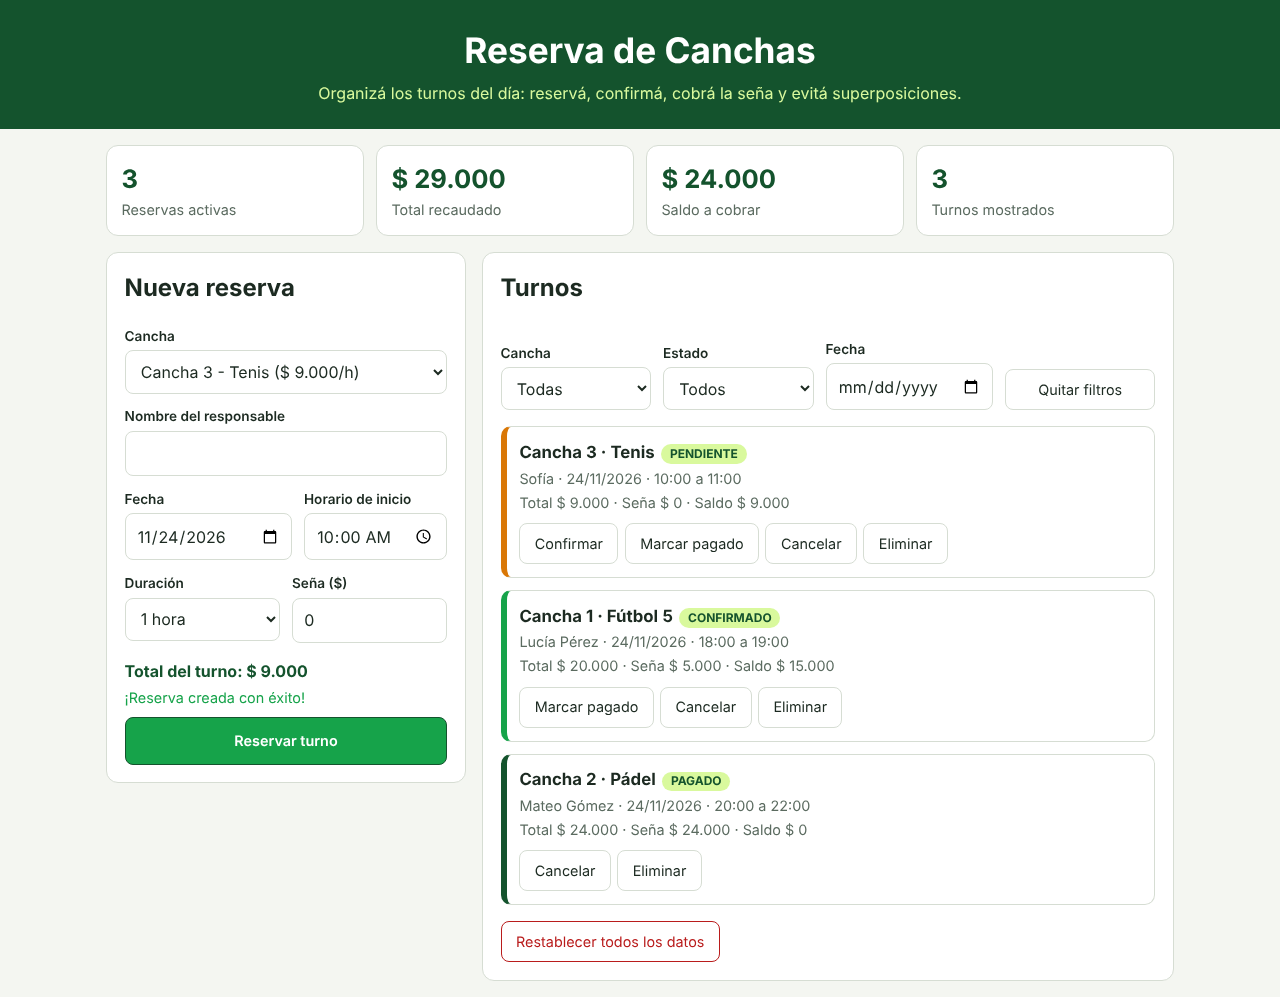 Reserva de Canchas
Organizá los turnos del día: reservá, confirmá, cobrá la seña y evitá superposiciones.
3
Reservas activas
$ 29.000
Total recaudado
$ 24.000
Saldo a cobrar
3
Turnos mostrados
Nueva reserva
Cancha
Cancha 3 - Tenis ($ 9.000/h)
Nombre del responsable
Fecha
Horario de inicio
11/24/2026
10:00 AM
Duración
Seña ($)
1 hora
0
Total del turno: $ 9.000
¡Reserva creada con éxito!
Reservar turno
Turnos
Cancha
Estado
Fecha
Todas
Todos
mm/dd/yyyy
Quitar filtros
Cancha 3 · Tenis PENDIENTE
Sofía · 24/11/2026 · 10:00 a 11:00
Total $ 9.000 · Seña $ 0 · Saldo $ 9.000
Confirmar Marcar pagado Cancelar Eliminar
Cancha 1 · Fútbol 5 CONFIRMADO
Lucía Pérez · 24/11/2026 · 18:00 a 19:00
Total $ 20.000 · Seña $ 5.000 · Saldo $ 15.000
Marcar pagado Cancelar Eliminar
Cancha 2 · Pádel PAGADO
Mateo Gómez · 24/11/2026 · 20:00 a 22:00
Total $ 24.000 · Seña $ 24.000 · Saldo $ 0
Cancelar Eliminar
Restablecer todos los datos